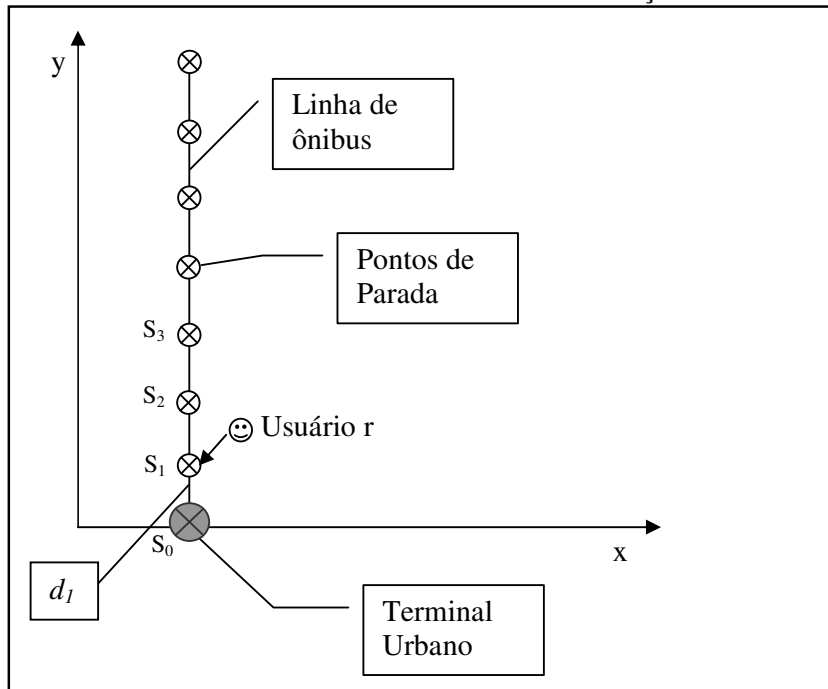 y
Linha de
ônibus
Pontos de
Parada
S₃
S₂
Usuário r
S₁
S₀
x
d₁
Terminal
Urbano